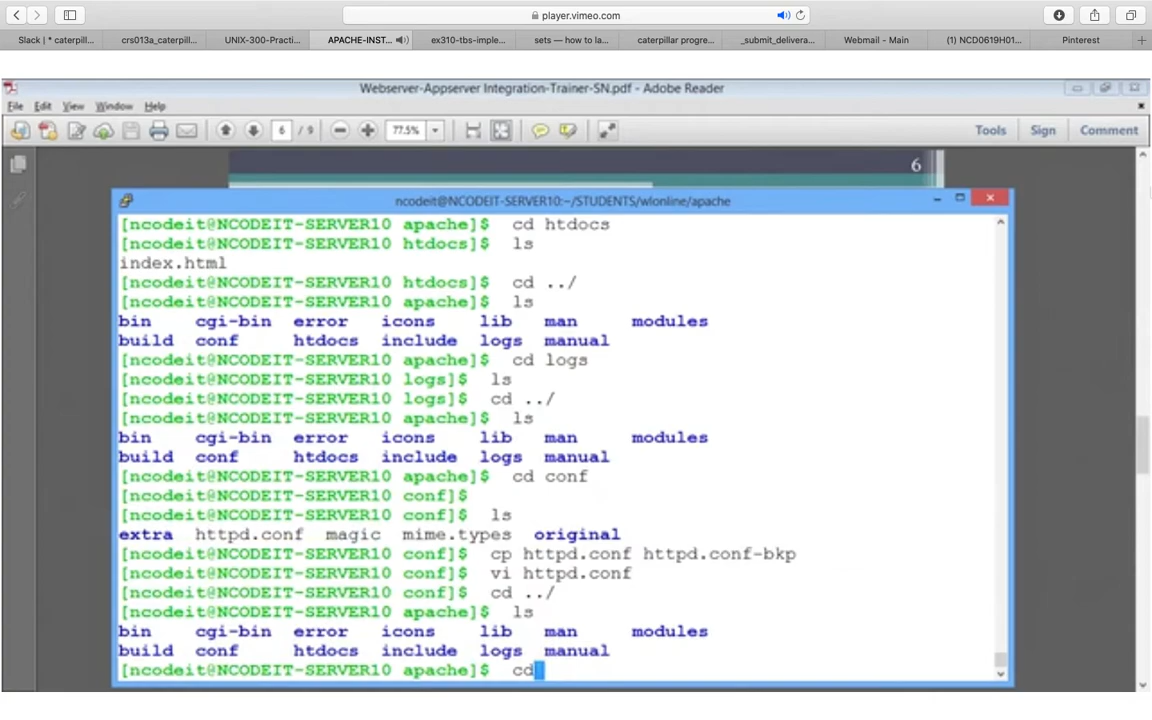 player.vimeo.com
Slack | * caterpill... crs013a_caterpill... UNIX-300-Practi... APACHE-INST... ex310-tbs-imple... sets — how to la... caterpillar progre... _submit_delivera... Webmail - Main (1) NCD0619H01... Pinterest
Webserver-Appserver Integration-Trainer-SN.pdf - Adobe Reader
File Edit View Window Help
6 / 9 77.5% Tools Sign Comment
6
ncodeit@NCODEIT-SERVER10:~/STUDENTS/wlonline/apache
[ncodeit@NCODEIT-SERVER10 apache]$ cd htdocs
[ncodeit@NCODEIT-SERVER10 htdocs]$ ls
index.html
[ncodeit@NCODEIT-SERVER10 htdocs]$ cd ../
[ncodeit@NCODEIT-SERVER10 apache]$ ls
bin cgi-bin error icons lib man modules
build conf htdocs include logs manual
[ncodeit@NCODEIT-SERVER10 apache]$ cd logs
[ncodeit@NCODEIT-SERVER10 logs]$ ls
[ncodeit@NCODEIT-SERVER10 logs]$ cd ../
[ncodeit@NCODEIT-SERVER10 apache]$ ls
bin cgi-bin error icons lib man modules
build conf htdocs include logs manual
[ncodeit@NCODEIT-SERVER10 apache]$ cd conf
[ncodeit@NCODEIT-SERVER10 conf]$
[ncodeit@NCODEIT-SERVER10 conf]$ ls
extra httpd.conf magic mime.types original
[ncodeit@NCODEIT-SERVER10 conf]$ cp httpd.conf httpd.conf-bkp
[ncodeit@NCODEIT-SERVER10 conf]$ vi httpd.conf
[ncodeit@NCODEIT-SERVER10 conf]$ cd ../
[ncodeit@NCODEIT-SERVER10 apache]$ ls
bin cgi-bin error icons lib man modules
build conf htdocs include logs manual
[ncodeit@NCODEIT-SERVER10 apache]$ cd